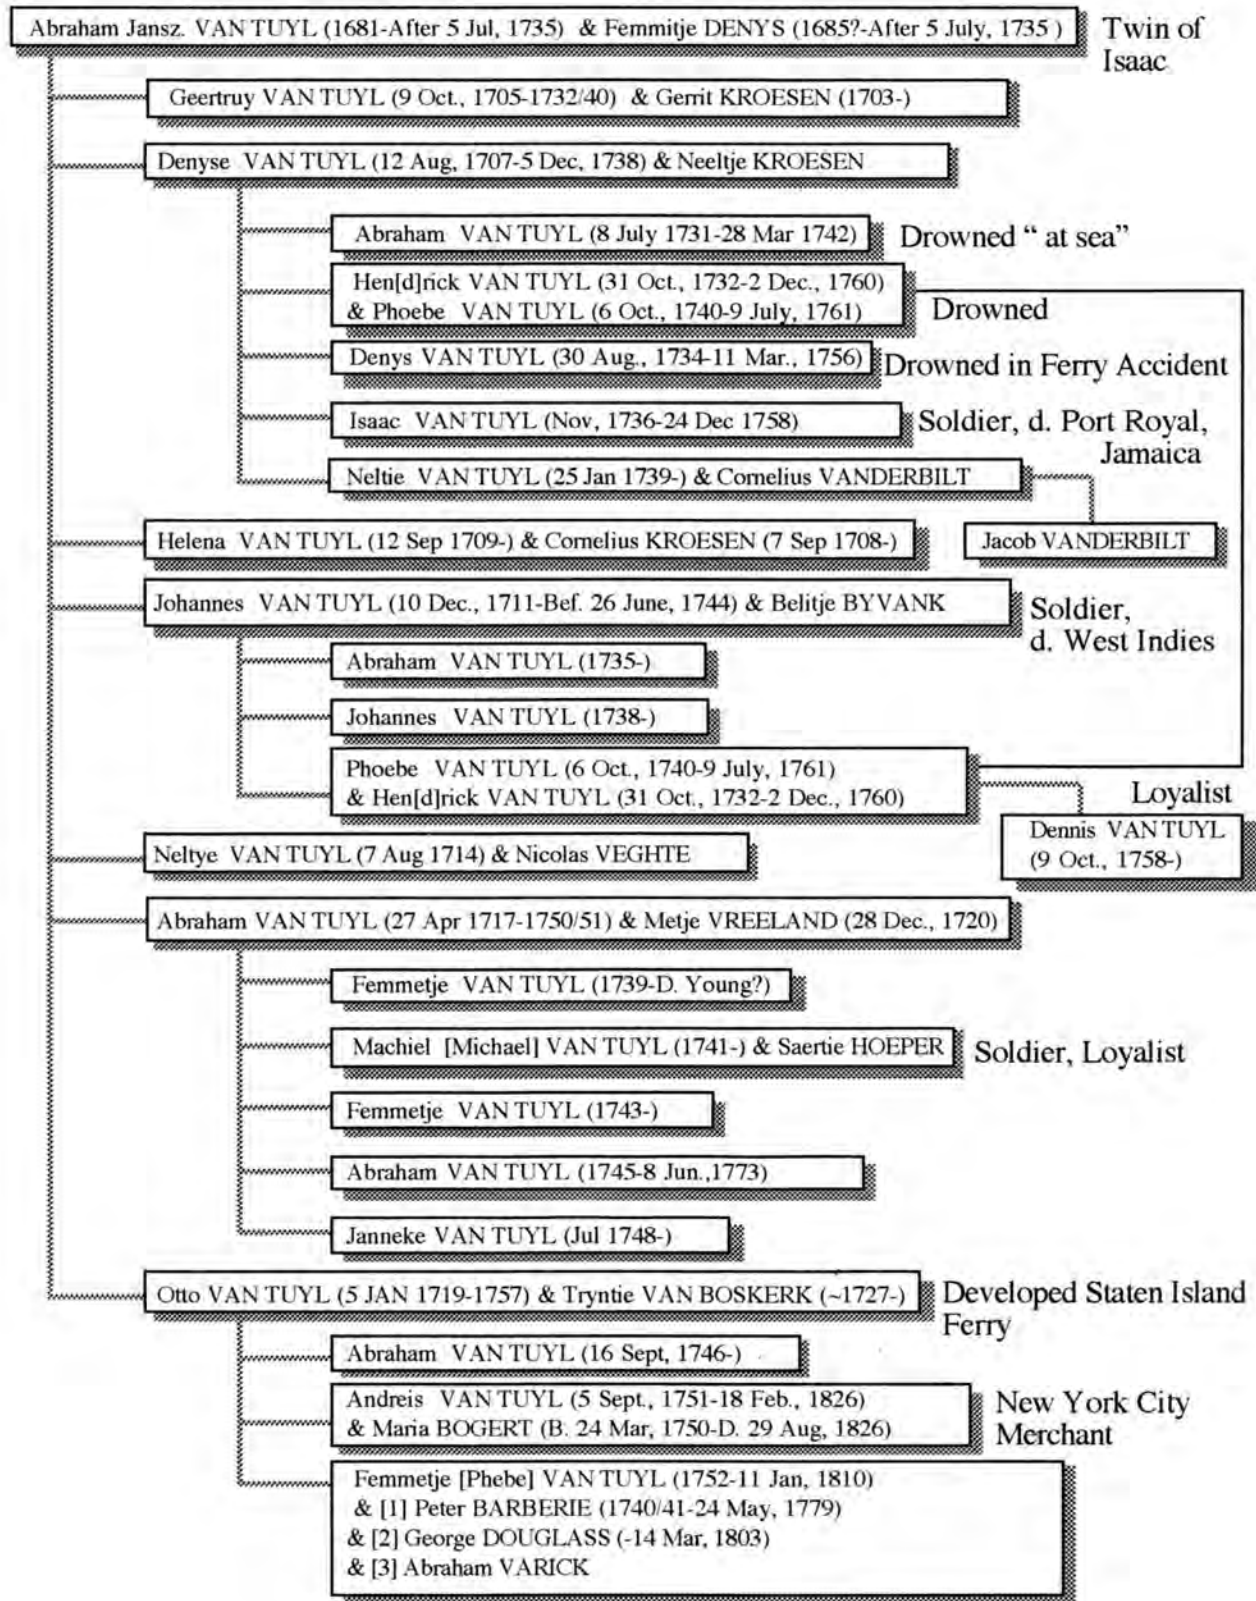 Abraham Jansz. VAN TUYL (1681-After 5 Jul, 1735) & Femmitje DENYS (1685?-After 5 July, 1735 )
Twin of
Isaac
Geertruy VAN TUYL (9 Oct., 1705-1732/40) & Gerrit KROESEN (1703-)
Denyse VAN TUYL (12 Aug, 1707-5 Dec, 1738) & Neeltje KROESEN
Abraham VAN TUYL (8 July 1731-28 Mar 1742)
Drowned “ at sea”
Hen[d]rick VAN TUYL (31 Oct., 1732-2 Dec., 1760)
& Phoebe VAN TUYL (6 Oct., 1740-9 July, 1761)
Drowned
Denys VAN TUYL (30 Aug., 1734-11 Mar., 1756)
Drowned in Ferry Accident
Isaac VAN TUYL (Nov, 1736-24 Dec 1758)
Soldier, d. Port Royal,
Jamaica
Neltie VAN TUYL (25 Jan 1739-) & Cornelius VANDERBILT
Helena VAN TUYL (12 Sep 1709-) & Cornelius KROESEN (7 Sep 1708-)
Jacob VANDERBILT
Johannes VAN TUYL (10 Dec., 1711-Bef. 26 June, 1744) & Belitje BYVANK
Soldier,
d. West Indies
Abraham VAN TUYL (1735-)
Johannes VAN TUYL (1738-)
Phoebe VAN TUYL (6 Oct., 1740-9 July, 1761)
& Hen[d]rick VAN TUYL (31 Oct., 1732-2 Dec., 1760)
Loyalist
Dennis VAN TUYL
(9 Oct., 1758-)
Neltye VAN TUYL (7 Aug 1714) & Nicolas VEGHTE
Abraham VAN TUYL (27 Apr 1717-1750/51) & Metje VREELAND (28 Dec., 1720)
Femmetje VAN TUYL (1739-D. Young?)
Machiel [Michael] VAN TUYL (1741-) & Saertie HOEPER
Soldier, Loyalist
Femmetje VAN TUYL (1743-)
Abraham VAN TUYL (1745-8 Jun.,1773)
Janneke VAN TUYL (Jul 1748-)
Otto VAN TUYL (5 JAN 1719-1757) & Tryntie VAN BOSKERK (~1727-)
Developed Staten Island
Ferry
Abraham VAN TUYL (16 Sept, 1746-)
Andreis VAN TUYL (5 Sept., 1751-18 Feb., 1826)
& Maria BOGERT (B. 24 Mar, 1750-D. 29 Aug, 1826)
New York City
Merchant
Femmetje [Phebe] VAN TUYL (1752-11 Jan, 1810)
& [1] Peter BARBERIE (1740/41-24 May, 1779)
& [2] George DOUGLASS (-14 Mar, 1803)
& [3] Abraham VARICK